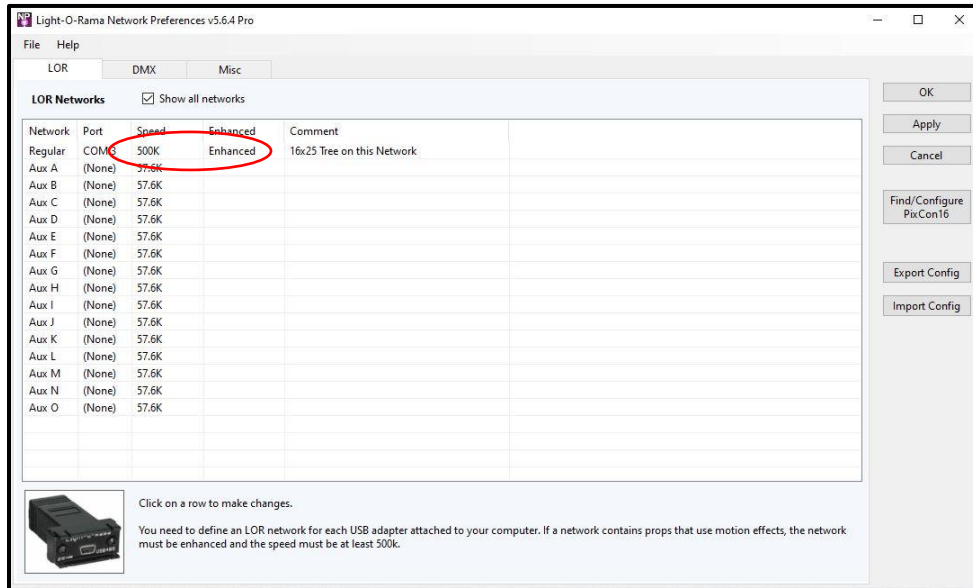 Light-O-Rama Network Preferences v5.6.4 Pro
File Help
LOR DMX Misc
LOR Networks Show all networks
OK
Apply
Cancel
Find/Configure
PixCon16
Export Config
Import Config
Network Port Speed Enhanced Comment
Regular COM3 500K Enhanced 16x25 Tree on this Network
Aux A (None) 57.6K
Aux B (None) 57.6K
Aux C (None) 57.6K
Aux D (None) 57.6K
Aux E (None) 57.6K
Aux F (None) 57.6K
Aux G (None) 57.6K
Aux H (None) 57.6K
Aux I (None) 57.6K
Aux J (None) 57.6K
Aux K (None) 57.6K
Aux L (None) 57.6K
Aux M (None) 57.6K
Aux N (None) 57.6K
Aux O (None) 57.6K
Click on a row to make changes.
You need to define an LOR network for each USB adapter attached to your computer. If a network contains props that use motion effects, the network
must be enhanced and the speed must be at least 500k.